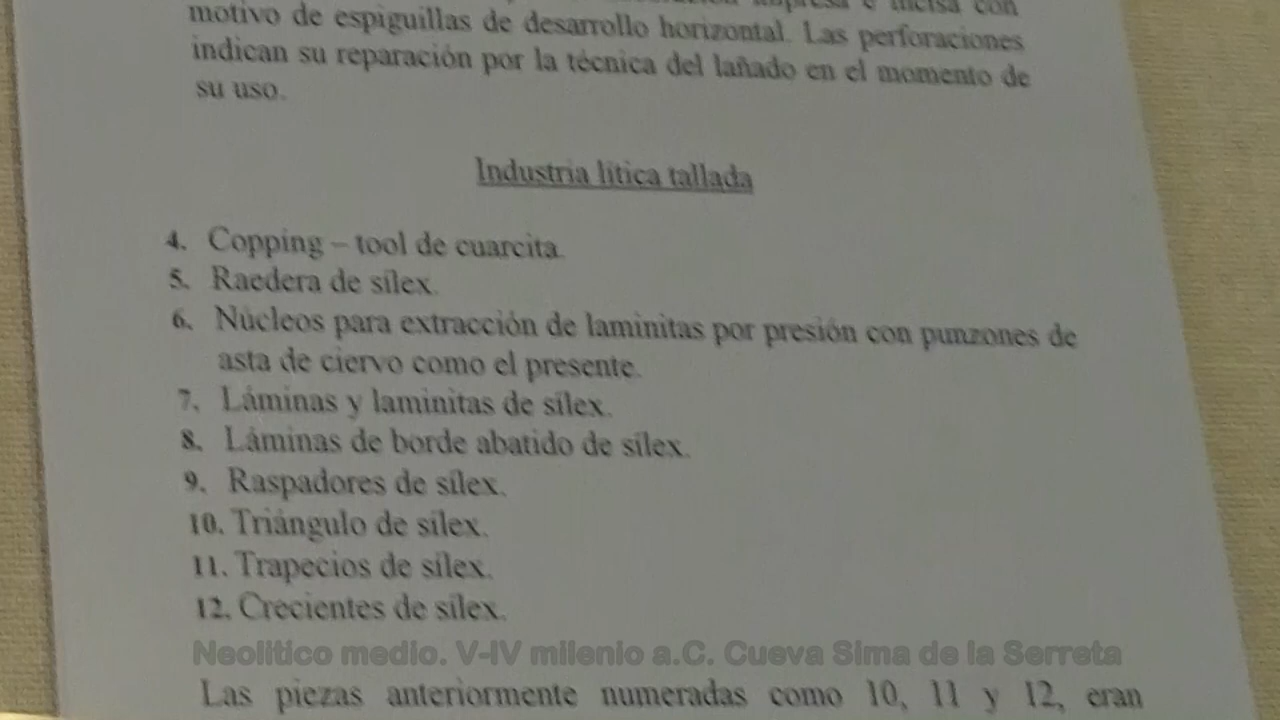 impresa e incisa con
motivo de espiguillas de desarrollo horizontal. Las perforaciones
indican su reparación por la técnica del lañado en el momento de
su uso.
Industria lítica tallada
4. Copping – tool de cuarcita.
5. Raedera de sílex.
6. Núcleos para extracción de laminitas por presión con punzones de
asta de ciervo como el presente.
7. Láminas y laminitas de sílex.
8. Láminas de borde abatido de sílex.
9. Raspadores de sílex.
10. Triángulo de sílex.
11. Trapecios de sílex.
12. Crecientes de sílex.
Neolitico medio. V-IV milenio a.C. Cueva Sima de la Serreta
Las piezas anteriormente numeradas como 10, 11 y 12, eran